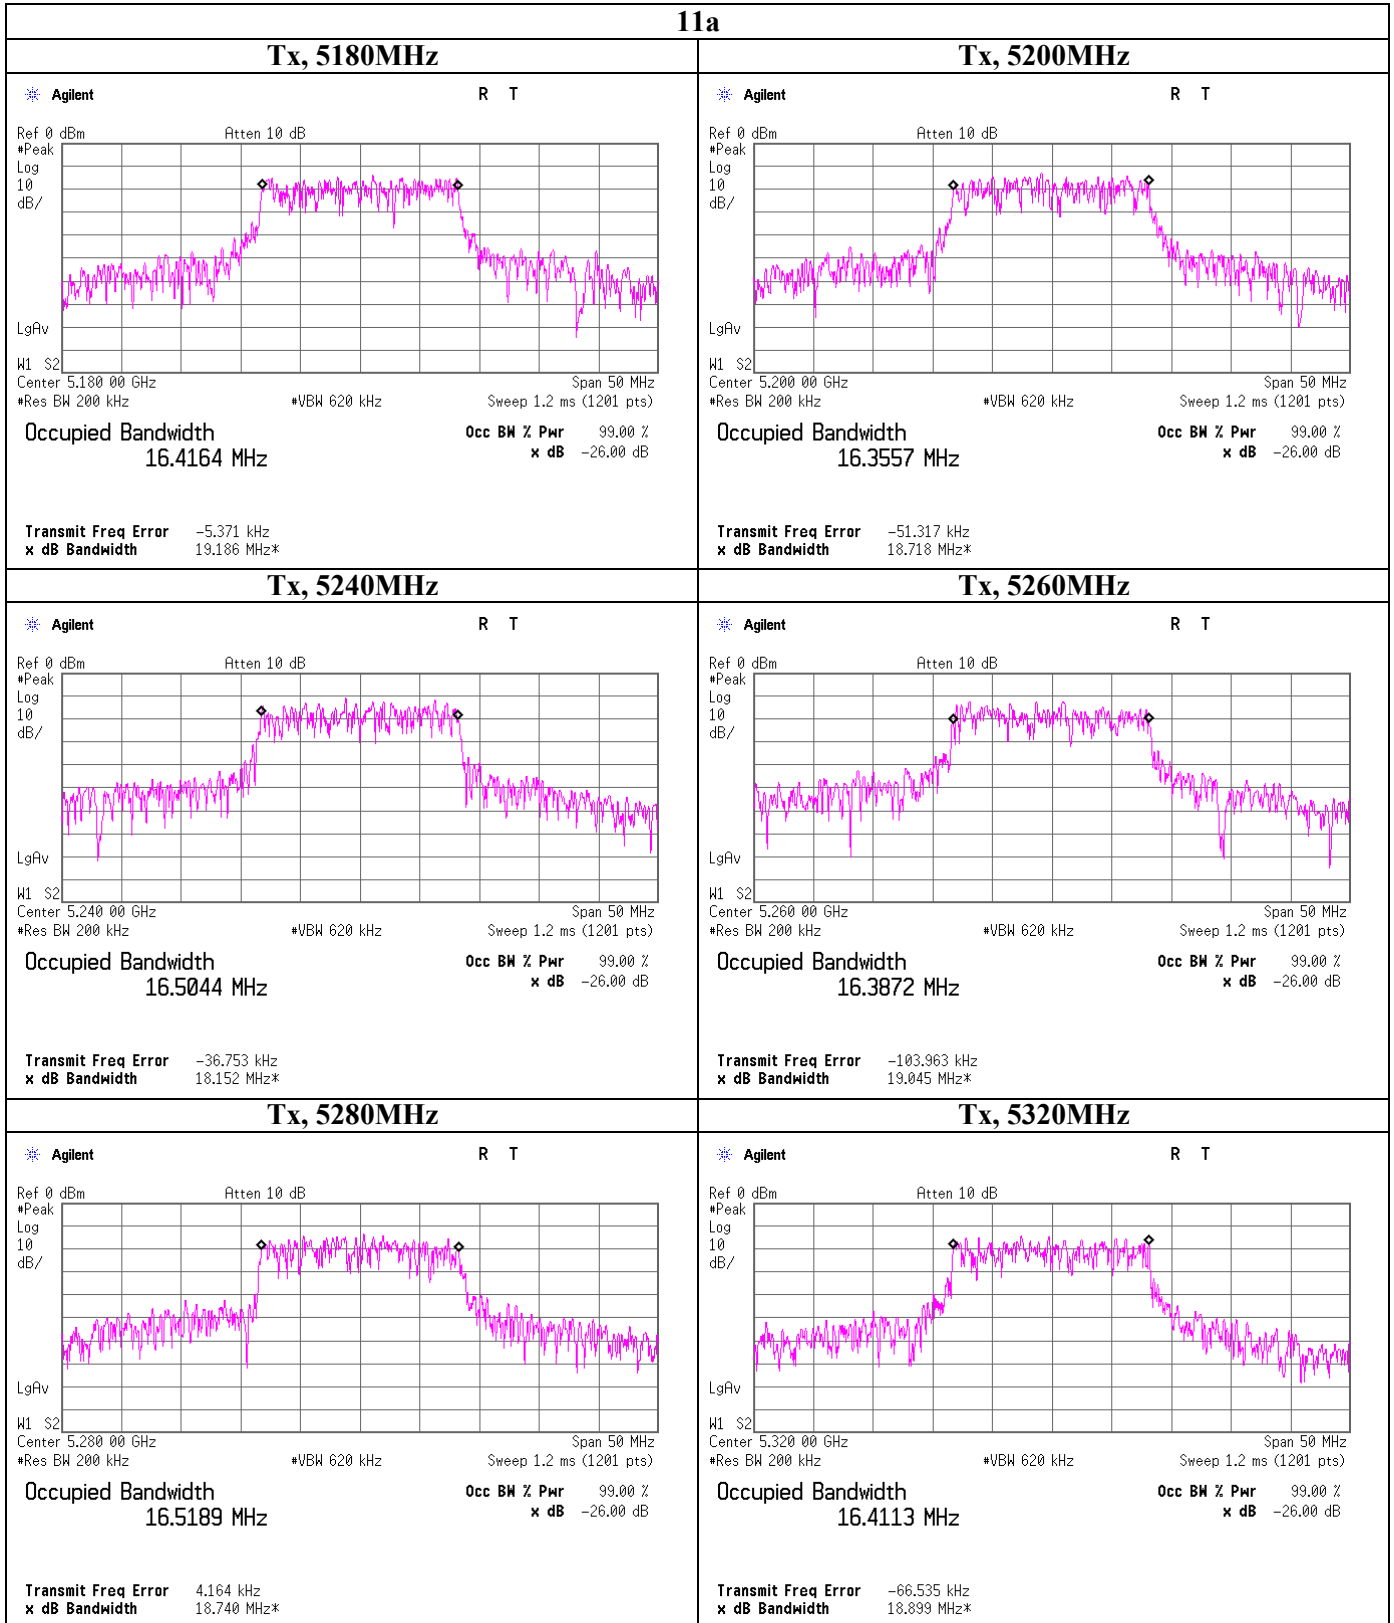 11a
Tx, 5180MHz
Agilent R T
Ref 0 dBm Atten 10 dB
#Peak
Log
10
dB/
LgAv
W1 S2
Center 5.180 00 GHz Span 50 MHz
#Res BW 200 kHz #VBW 620 kHz Sweep 1.2 ms (1201 pts)
Occupied Bandwidth Occ BW % Pwr 99.00 %
16.4164 MHz x dB -26.00 dB
Transmit Freq Error -5.371 kHz
x dB Bandwidth 19.186 MHz*
Tx, 5200MHz
Agilent R T
Ref 0 dBm Atten 10 dB
#Peak
Log
10
dB/
LgAv
W1 S2
Center 5.200 00 GHz Span 50 MHz
#Res BW 200 kHz #VBW 620 kHz Sweep 1.2 ms (1201 pts)
Occupied Bandwidth Occ BW % Pwr 99.00 %
16.3557 MHz x dB -26.00 dB
Transmit Freq Error -51.317 kHz
x dB Bandwidth 18.718 MHz*
Tx, 5240MHz
Agilent R T
Ref 0 dBm Atten 10 dB
#Peak
Log
10
dB/
LgAv
W1 S2
Center 5.240 00 GHz Span 50 MHz
#Res BW 200 kHz #VBW 620 kHz Sweep 1.2 ms (1201 pts)
Occupied Bandwidth Occ BW % Pwr 99.00 %
16.5044 MHz x dB -26.00 dB
Transmit Freq Error -36.753 kHz
x dB Bandwidth 18.152 MHz*
Tx, 5260MHz
Agilent R T
Ref 0 dBm Atten 10 dB
#Peak
Log
10
dB/
LgAv
W1 S2
Center 5.260 00 GHz Span 50 MHz
#Res BW 200 kHz #VBW 620 kHz Sweep 1.2 ms (1201 pts)
Occupied Bandwidth Occ BW % Pwr 99.00 %
16.3872 MHz x dB -26.00 dB
Transmit Freq Error -103.963 kHz
x dB Bandwidth 19.045 MHz*
Tx, 5280MHz
Agilent R T
Ref 0 dBm Atten 10 dB
#Peak
Log
10
dB/
LgAv
W1 S2
Center 5.280 00 GHz Span 50 MHz
#Res BW 200 kHz #VBW 620 kHz Sweep 1.2 ms (1201 pts)
Occupied Bandwidth Occ BW % Pwr 99.00 %
16.5189 MHz x dB -26.00 dB
Transmit Freq Error 4.164 kHz
x dB Bandwidth 18.740 MHz*
Tx, 5320MHz
Agilent R T
Ref 0 dBm Atten 10 dB
#Peak
Log
10
dB/
LgAv
W1 S2
Center 5.320 00 GHz Span 50 MHz
#Res BW 200 kHz #VBW 620 kHz Sweep 1.2 ms (1201 pts)
Occupied Bandwidth Occ BW % Pwr 99.00 %
16.4113 MHz x dB -26.00 dB
Transmit Freq Error -66.535 kHz
x dB Bandwidth 18.899 MHz*